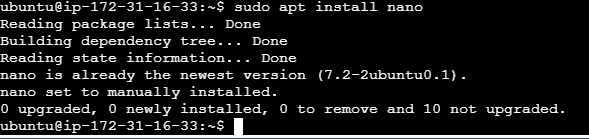 ubuntu@ip-172-31-16-33:~$ sudo apt install nano
Reading package lists... Done
Building dependency tree... Done
Reading state information... Done
nano is already the newest version (7.2-2ubuntu0.1).
nano set to manually installed.
0 upgraded, 0 newly installed, 0 to remove and 10 not upgraded.
ubuntu@ip-172-31-16-33:~$